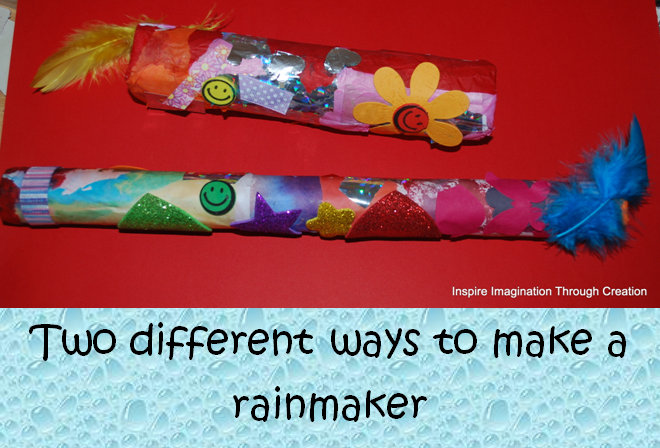 Inspire Imagination Through Creation
Two different ways to make a
rainmaker